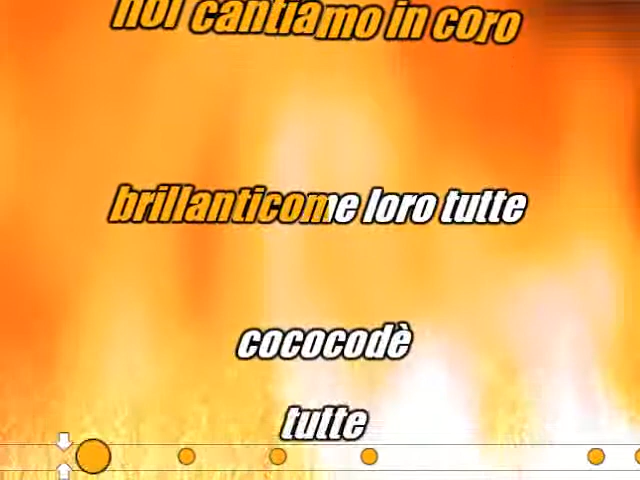 noi cantiamo in coro
brillanticome loro tutte
cococodè
tutte